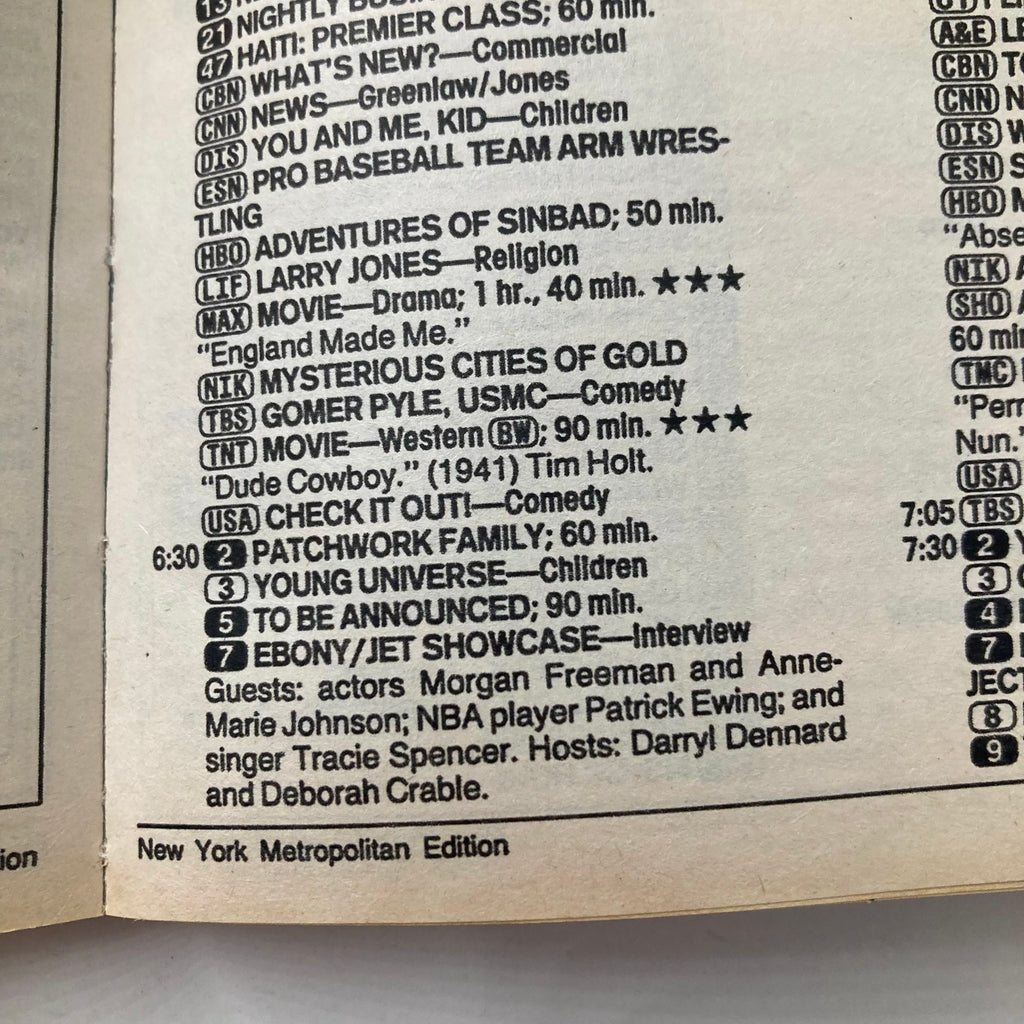 13
21 NIGHTLY
47 HAITI: PREMIER CLASS; 60 min.
CBN WHAT'S NEW?—Commercial
CNN NEWS—Greenlaw/Jones
DIS YOU AND ME, KID—Children
ESN PRO BASEBALL TEAM ARM WRES-
TLING
HBO ADVENTURES OF SINBAD; 50 min.
LIF LARRY JONES—Religion
MAX MOVIE—Drama; 1 hr., 40 min. ★★★
"England Made Me."
NIK MYSTERIOUS CITIES OF GOLD
TBS GOMER PYLE, USMC—Comedy
TNT MOVIE—Western BW; 90 min. ★★★
"Dude Cowboy." (1941) Tim Holt.
USA CHECK IT OUT!—Comedy
6:30 2 PATCHWORK FAMILY; 60 min.
3 YOUNG UNIVERSE—Children
5 TO BE ANNOUNCED; 90 min.
7 EBONY/JET SHOWCASE—Interview
Guests: actors Morgan Freeman and Anne-
Marie Johnson; NBA player Patrick Ewing; and
singer Tracie Spencer. Hosts: Darryl Dennard
and Deborah Crable.
New York Metropolitan Edition
A&E
CBN
CNN
DIS
ESN
HBO
NIK
SHO
60
TMC
Nun."
USA
7:05 TBS
7:30 2
3
4
7
8
9